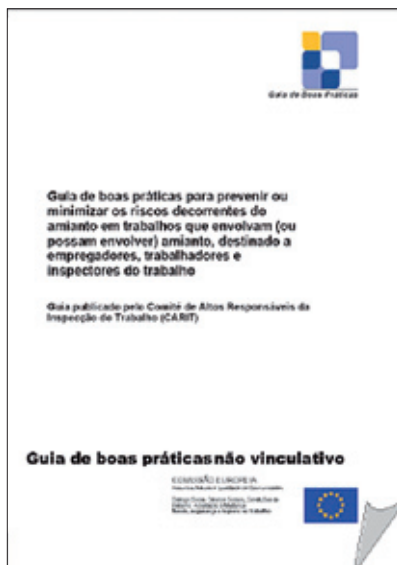 Guia de Boas Práticas
Guia de boas práticas para prevenir ou
minimizar os riscos decorrentes do
amianto em trabalhos que envolvam (ou
possam envolver) amianto, destinado a
empregadores, trabalhadores e
inspectores do trabalho
Guia publicado pelo Comité de Altos Responsáveis da
Inspecção do Trabalho (CARIT)
Guia de boas práticas não vinculativo
COMISSÃO EUROPEIA